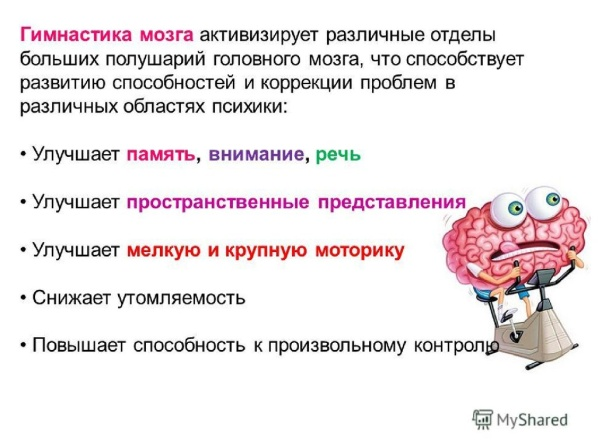 Гимнастика мозга активизирует различные отделы
больших полушарий головного мозга, что способствует
развитию способностей и коррекции проблем в
различных областях психики:
• Улучшает память, внимание, речь
• Улучшает пространственные представления
• Улучшает мелкую и крупную моторику
• Снижает утомляемость
• Повышает способность к произвольному контролю
MyShared